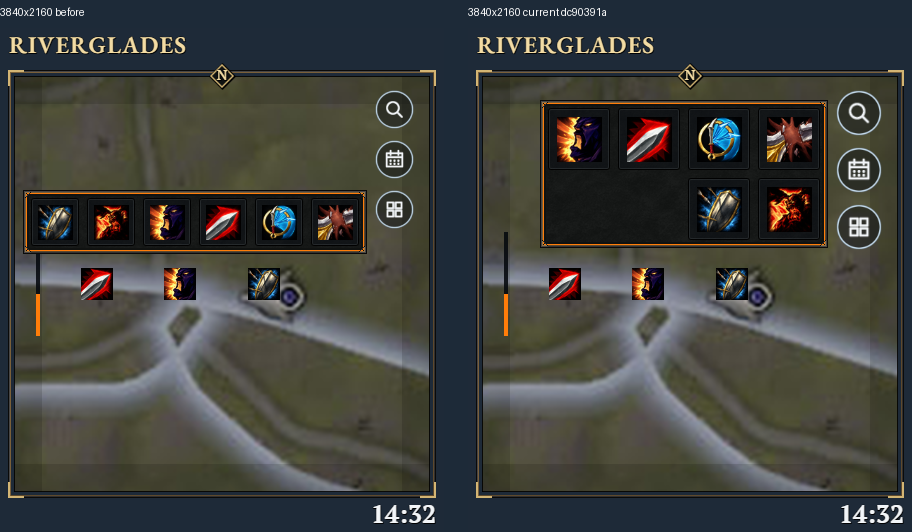 3840x2160 before
RIVERGLADES
N
14:32
3840x2160 current dc90391a
RIVERGLADES
N
14:32